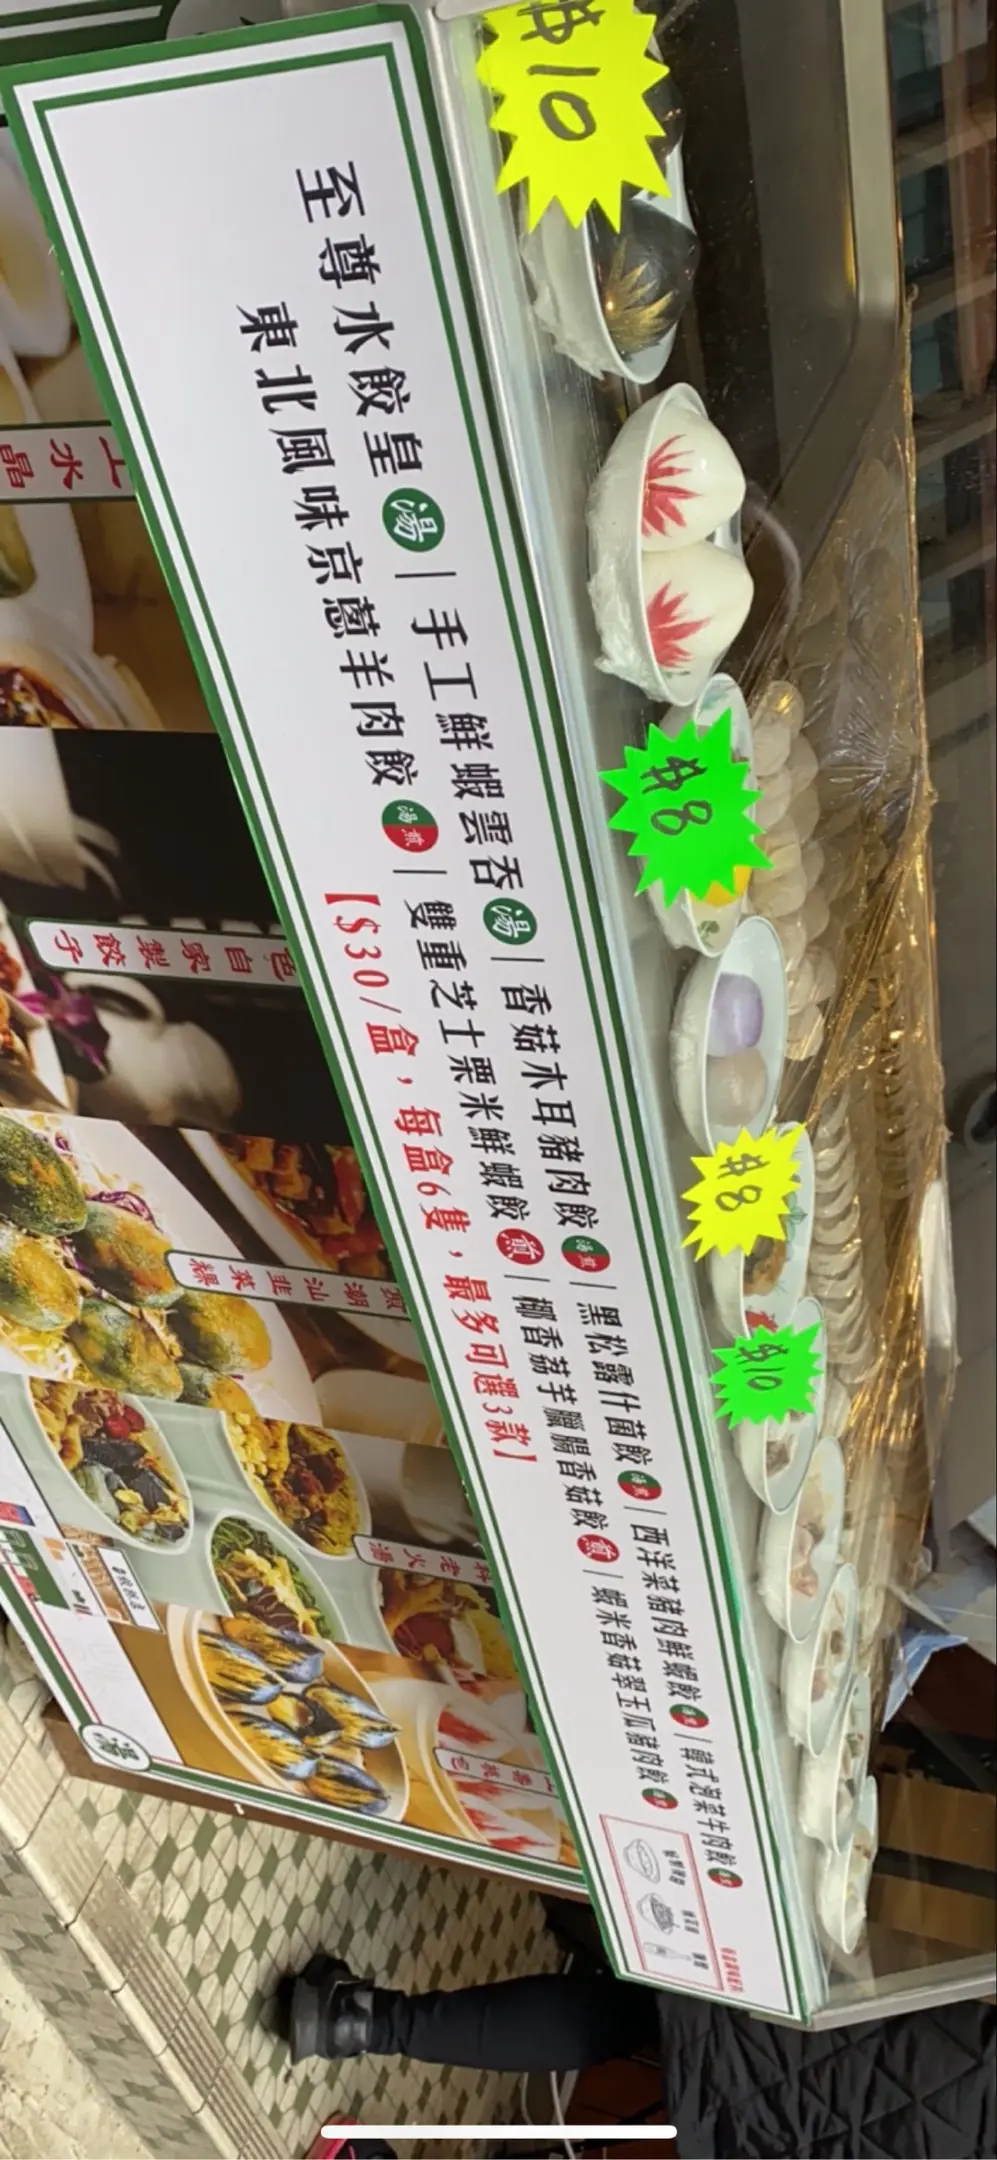 $10
$8
$8
$10
至尊水餃皇 湯 | 手工鮮蝦雲吞 湯 | 香菇木耳豬肉餃 湯 煎 | 黑松露什菌餃 湯 煎 | 西洋菜豬肉鮮蝦餃 湯 煎 | 韓式泡菜牛肉餃 湯 煎
東北風味京蔥羊肉餃 湯 煎 | 雙重芝士粟米鮮蝦餃 煎 | 椰香荔芋臘腸香菇餃 煎 | 蝦米香菇翠玉瓜豬肉餃 湯 煎
【$30/盒，每盒6隻，最多可選3款】
上水晶
色自家製餃子
煎潮汕韭菜粿
老火湯
湯